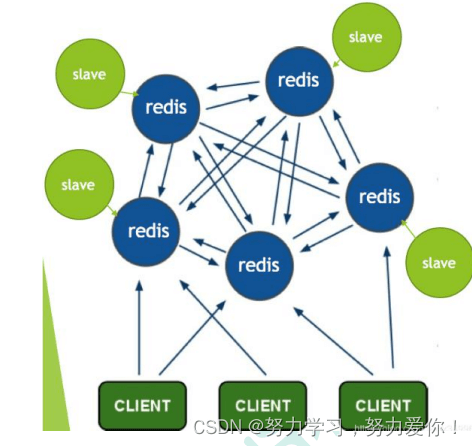 slave
slave
redis
redis
slave
redis
redis
redis
slave
CLIENT
CLIENT
CLIENT
CSDN @努力学习，努力爱你！